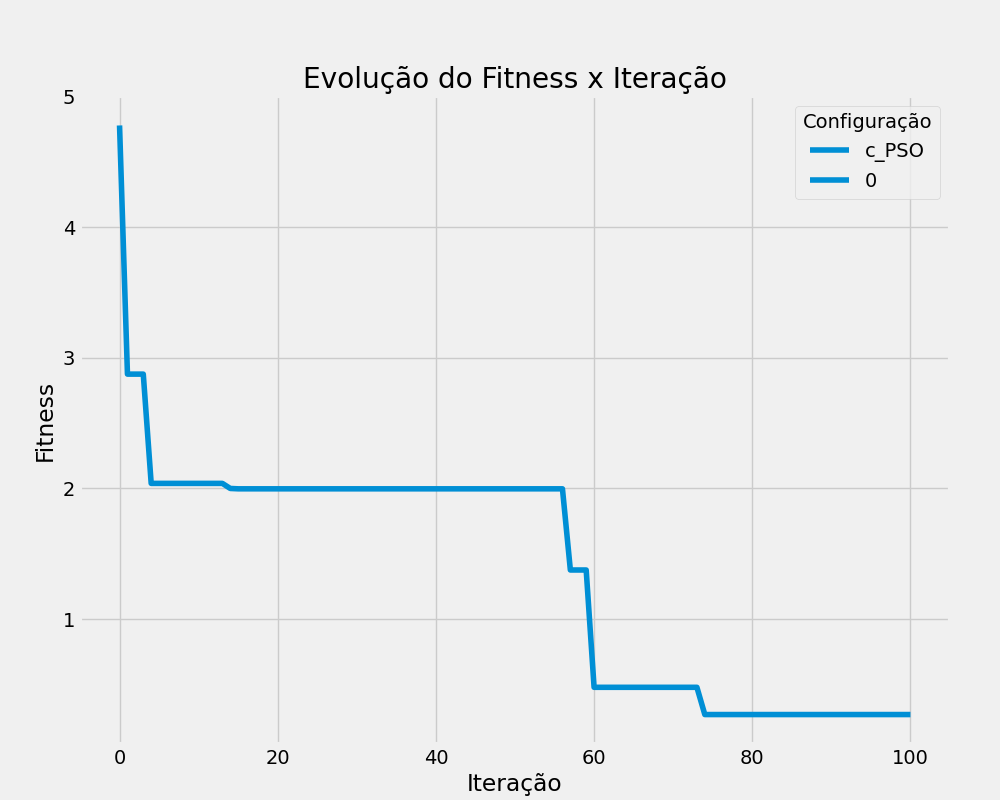 Evolução do Fitness x Iteração
Configuração
c_PSO
0
Fitness
5
4
3
2
1
0 20 40 60 80 100
Iteração